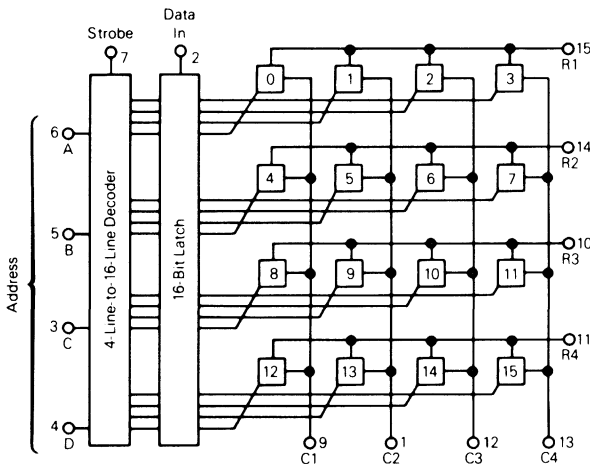 Strobe
Data
In
7
2
15
R1
0
1
2
3
6
A
14
R2
4
5
6
7
5
B
4-Line-to-16-Line Decoder
16-Bit Latch
Address
10
R3
8
9
10
11
3
C
11
R4
12
13
14
15
4
D
9
C1
1
C2
12
C3
13
C4